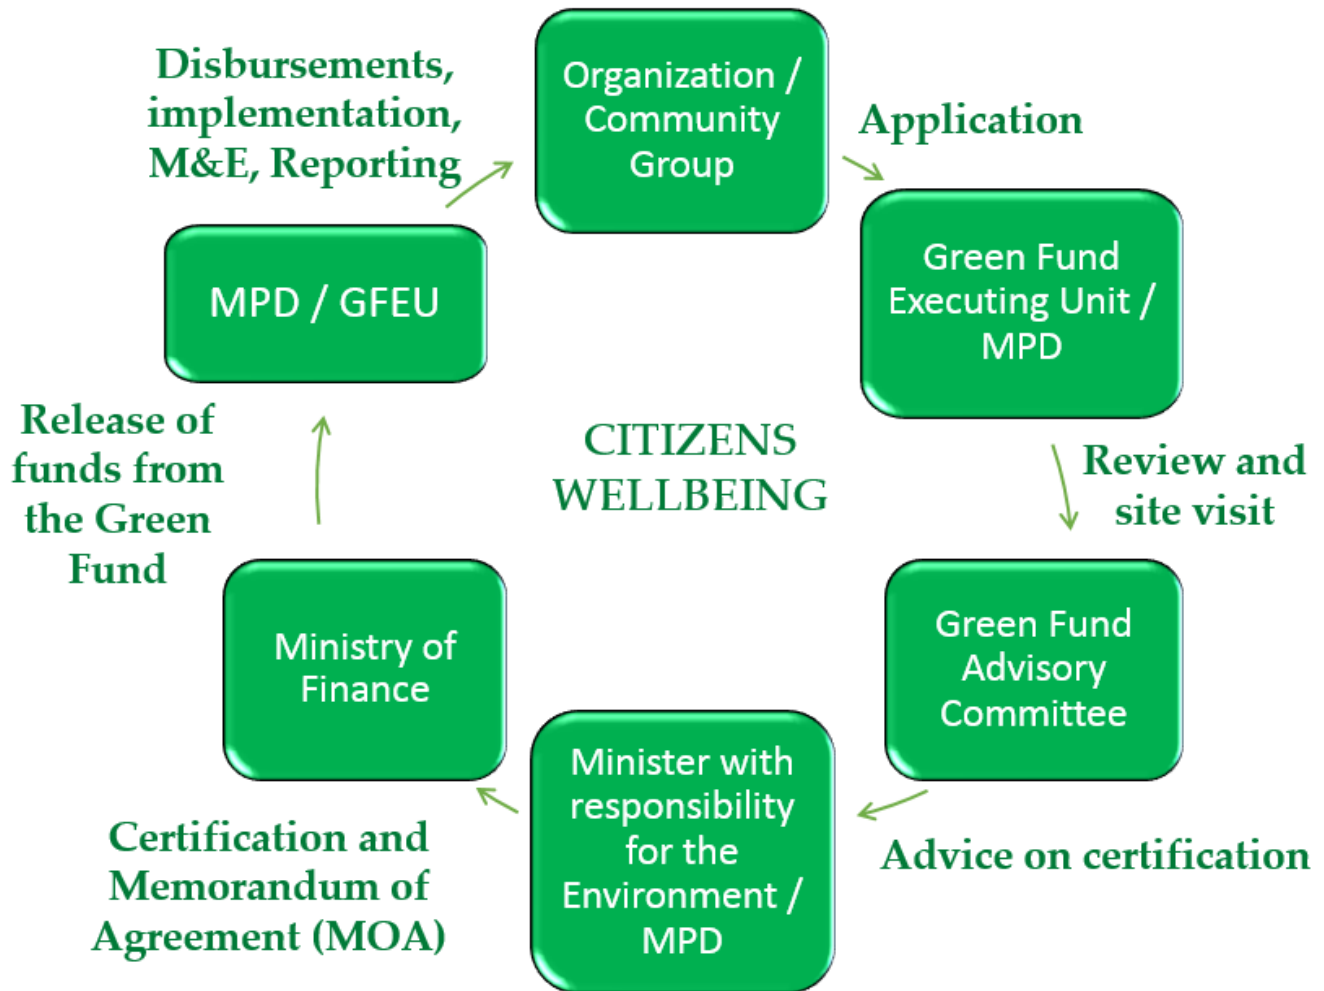 Organization /
Community
Group
Application
Green Fund
Executing Unit /
MPD
Review and
site visit
Green Fund
Advisory
Committee
Advice on certification
Minister with
responsibility
for the
Environment /
MPD
Certification and
Memorandum of
Agreement (MOA)
Ministry of
Finance
Release of
funds from
the Green
Fund
MPD / GFEU
Disbursements,
implementation,
M&E, Reporting
CITIZENS
WELLBEING